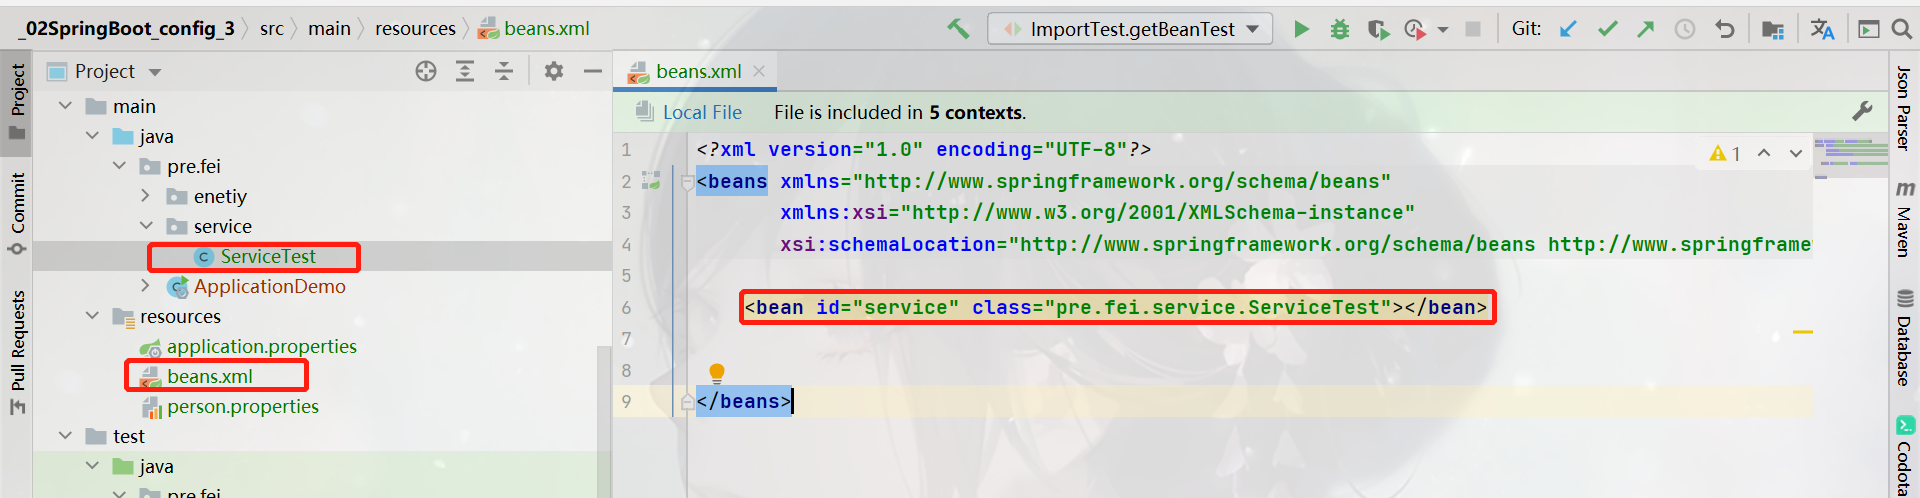 _02SpringBoot_config_3 src main resources beans.xml ImportTest.getBeanTest Git:
Project
beans.xml
Local File File is included in 5 contexts.
main
java
pre.fei
enetiy
service
ServiceTest
ApplicationDemo
resources
application.properties
beans.xml
person.properties
test
java
pre.fei
1 <?xml version="1.0" encoding="UTF-8"?>
2 <beans xmlns="http://www.springframework.org/schema/beans"
3 xmlns:xsi="http://www.w3.org/2001/XMLSchema-instance"
4 xsi:schemaLocation="http://www.springframework.org/schema/beans http://www.springframe
5
6 <bean id="service" class="pre.fei.service.ServiceTest"></bean>
7
8
9 </beans>
1
Project
Commit
Pull Requests
Json Parser
m Maven
Database
Codota